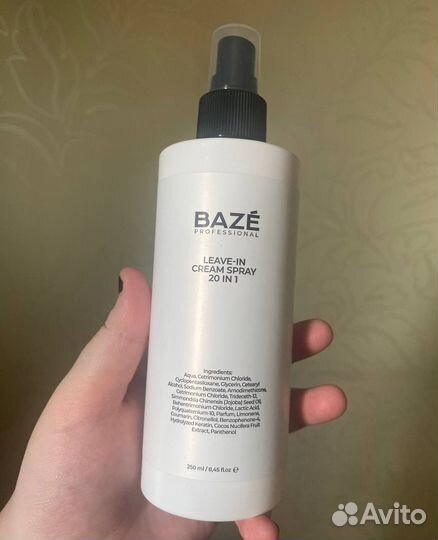 BAZÉ
PROFESSIONAL
LEAVE-IN
CREAM SPRAY
20 IN 1
Ingredients:
Aqua, Cetrimonium Chloride,
Cyclopentasiloxane, Glycerin, Cetearyl
Alcohol, Sodium Benzoate, Amodimethicone,
Cetrimonium Chloride, Trideceth-12,
Simmondsia Chinensis (Jojoba) Seed Oil,
Behentrimonium Chloride, Lactic Acid,
Polyquaternium-10, Parfum, Limonene,
Coumarin, Citronellol, Benzophenone-4,
Hydrolyzed Keratin, Cocos Nucifera Fruit
Extract, Panthenol
250 ml / 8,45 fl.oz ℮
Avito